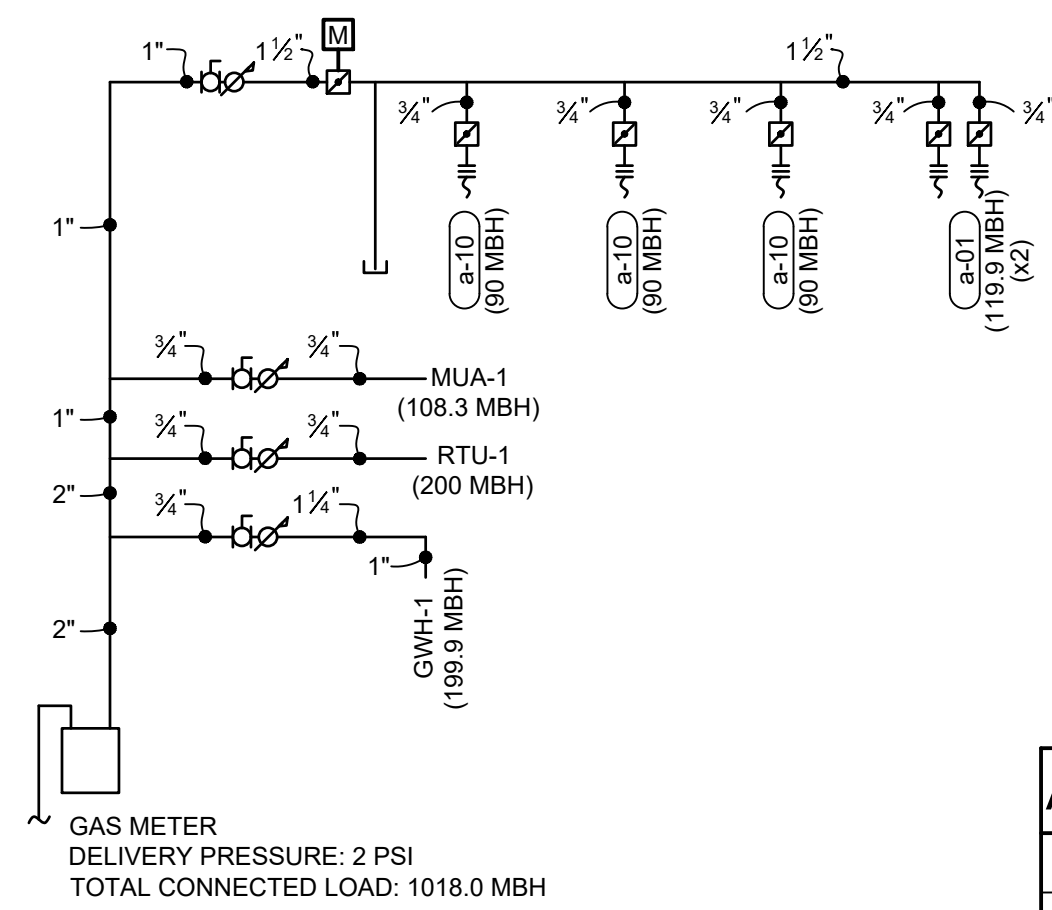 M
1" 1½" 1½"
¾" ¾" ¾" ¾" ¾"
1"
a-10
(90 MBH)
a-10
(90 MBH)
a-10
(90 MBH)
a-01
(119.9 MBH)
(x2)
¾" ¾"
MUA-1
(108.3 MBH)
1"
¾" ¾"
RTU-1
(200 MBH)
2"
¾" 1¼"
1"
GWH-1
(199.9 MBH)
2"
GAS METER
DELIVERY PRESSURE: 2 PSI
TOTAL CONNECTED LOAD: 1018.0 MBH